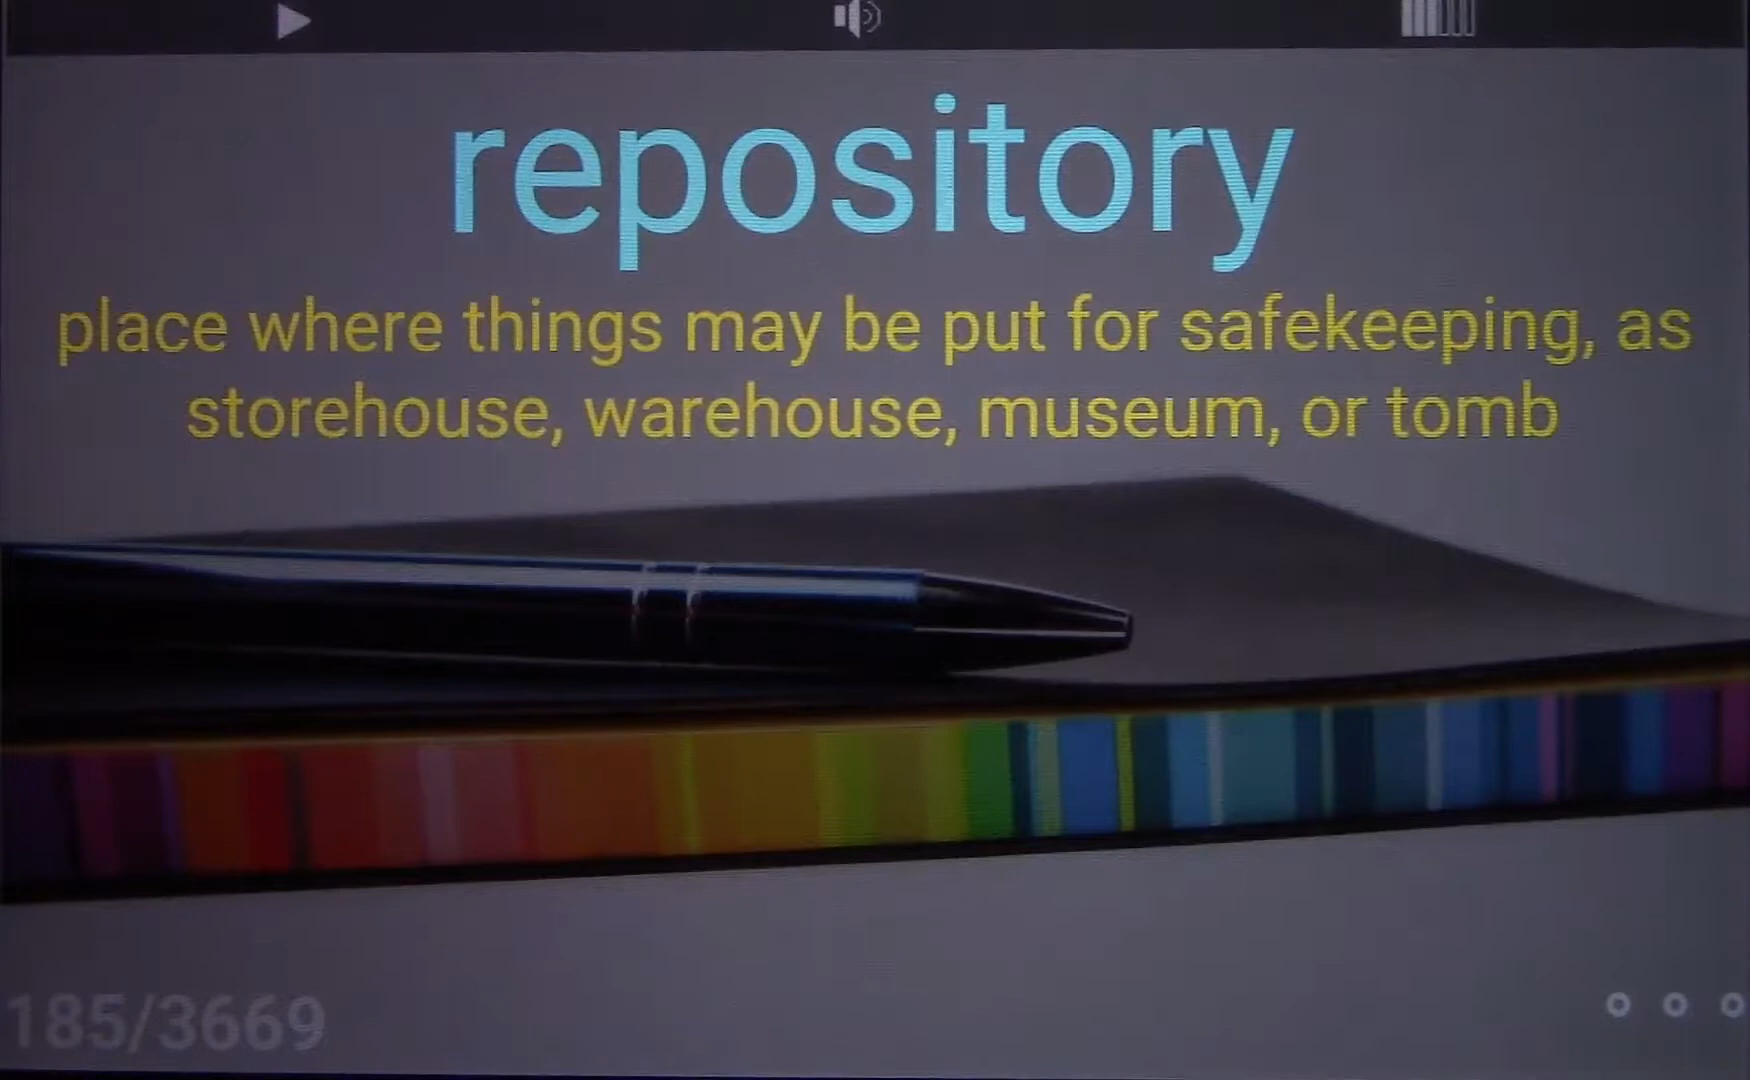 repository
place where things may be put for safekeeping, as
storehouse, warehouse, museum, or tomb
185/3669